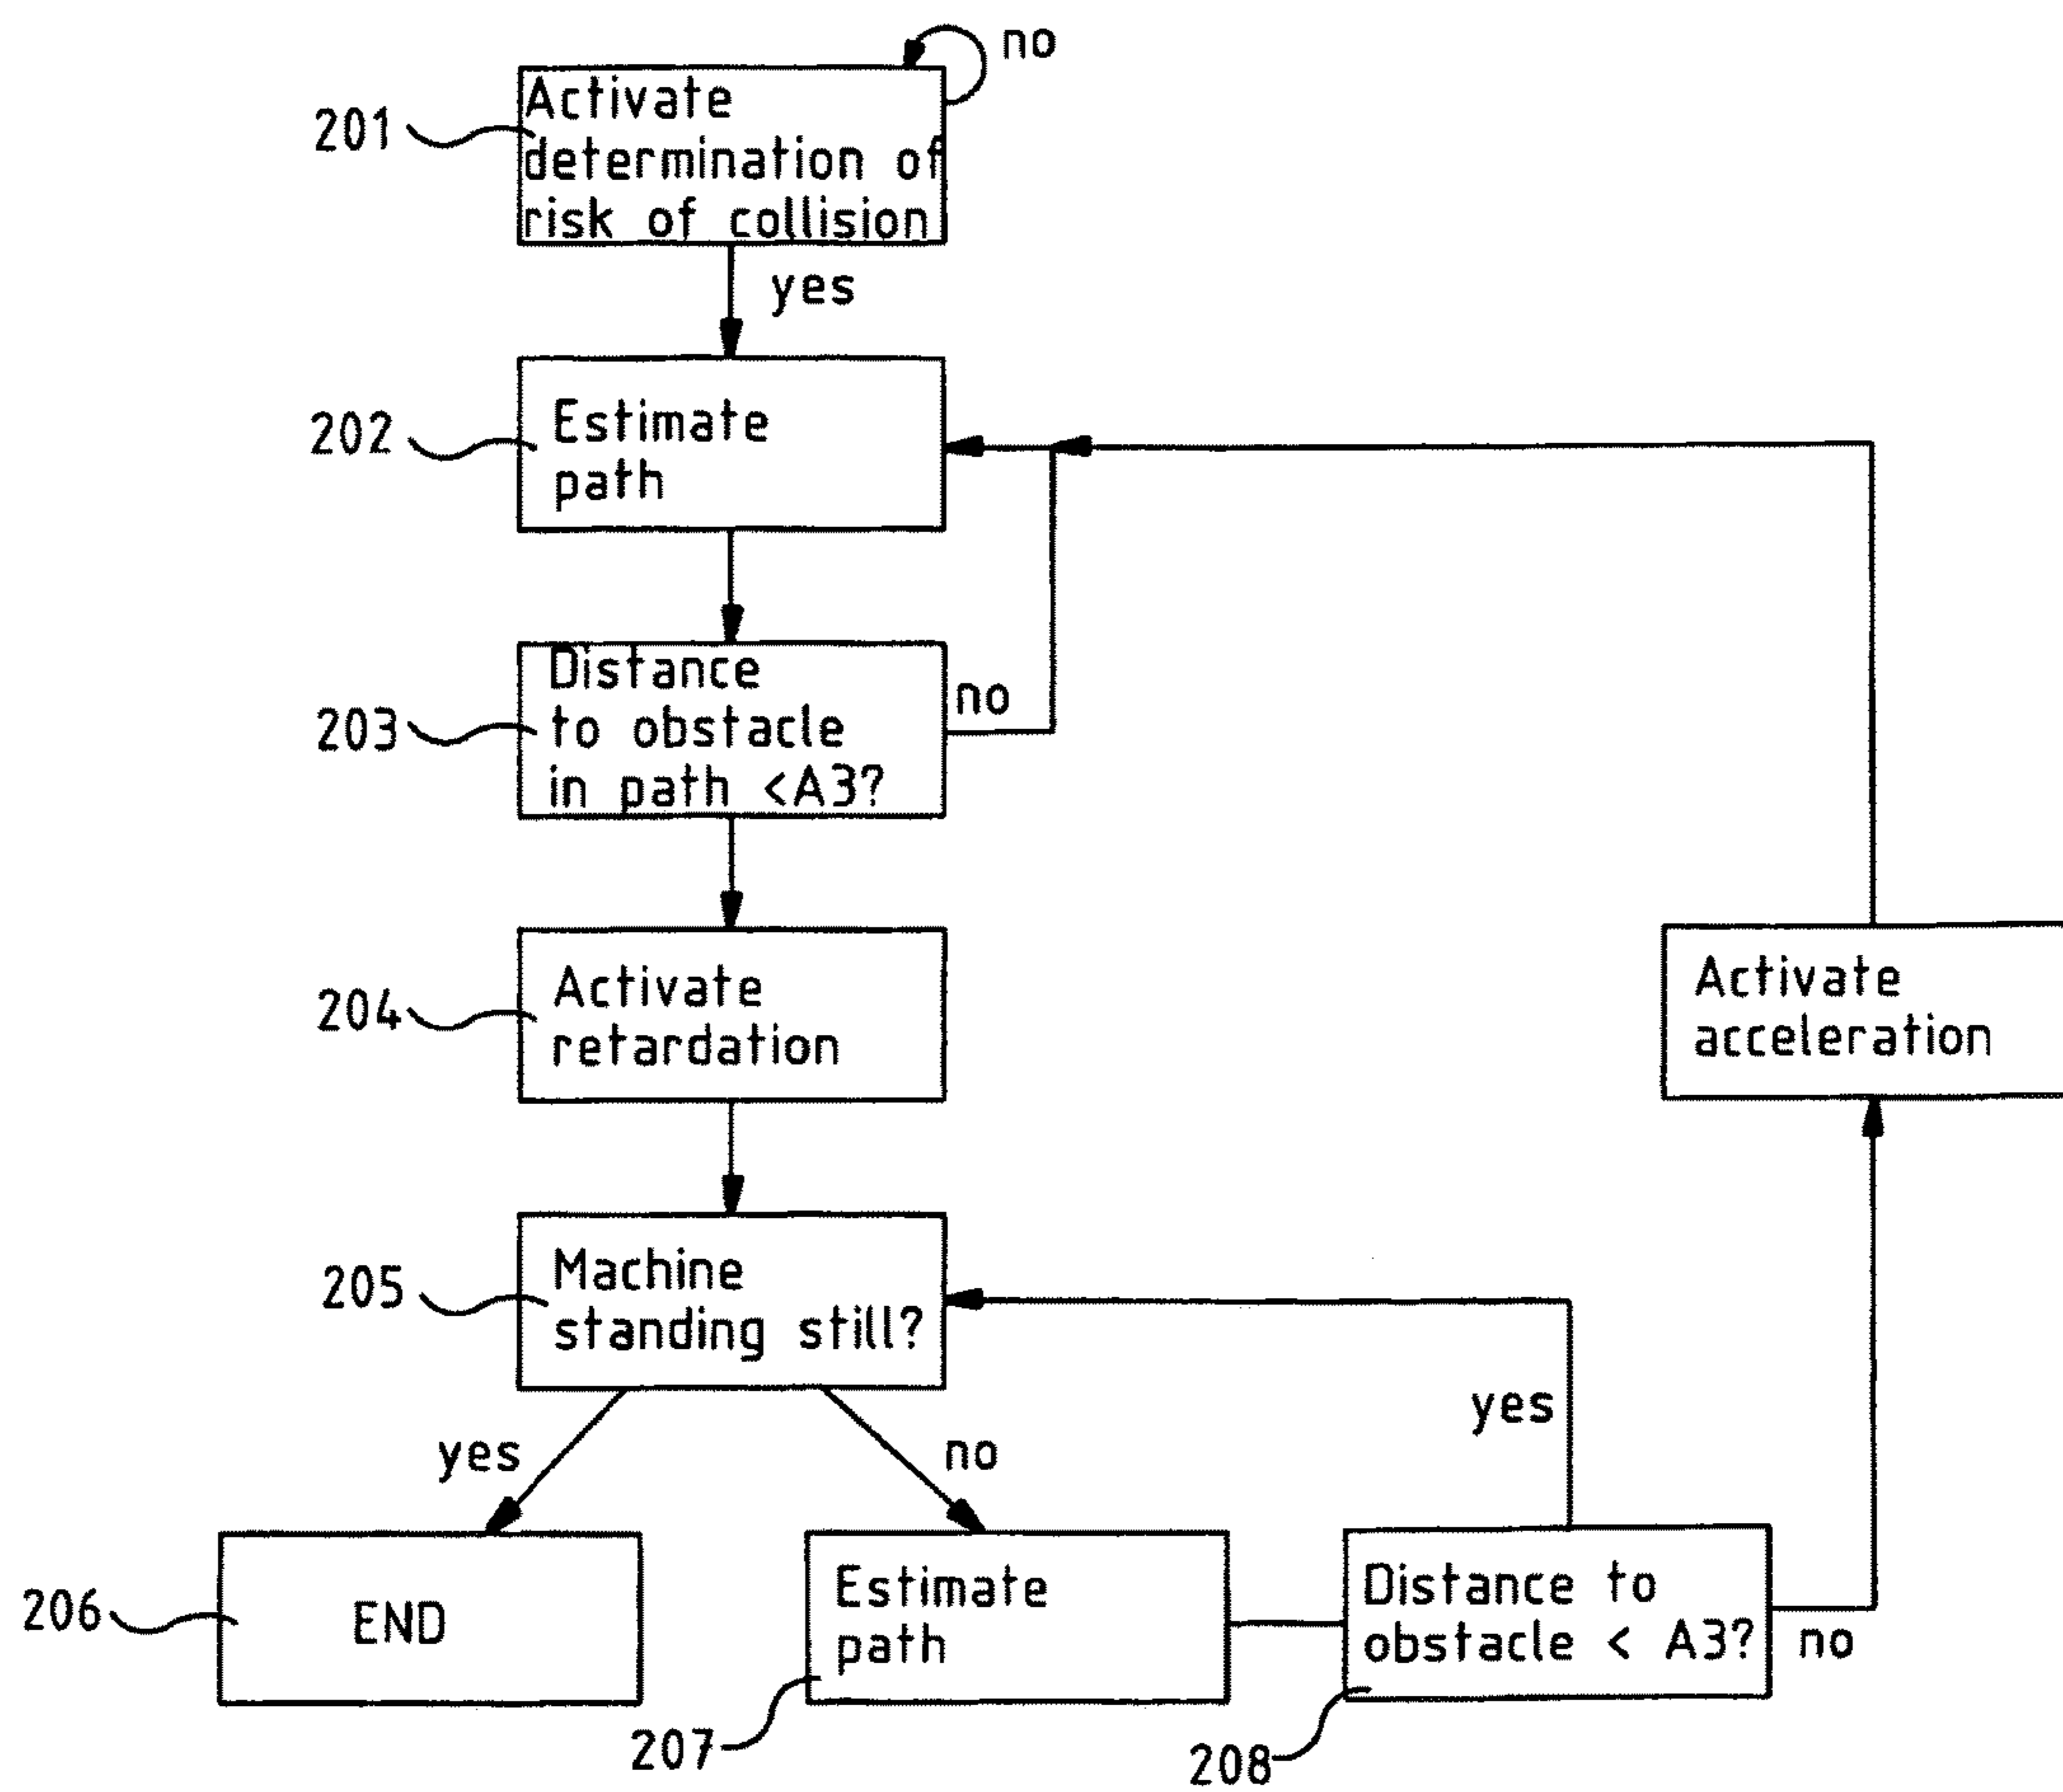 no
201
Activate
determination of
risk of collision
yes
202
Estimate
path
203
Distance
to obstacle
in path <A3?
no
204
Activate
retardation
Activate
acceleration
205
Machine
standing still?
yes
no
yes
206
END
207
Estimate
path
208
Distance to
obstacle < A3?
no